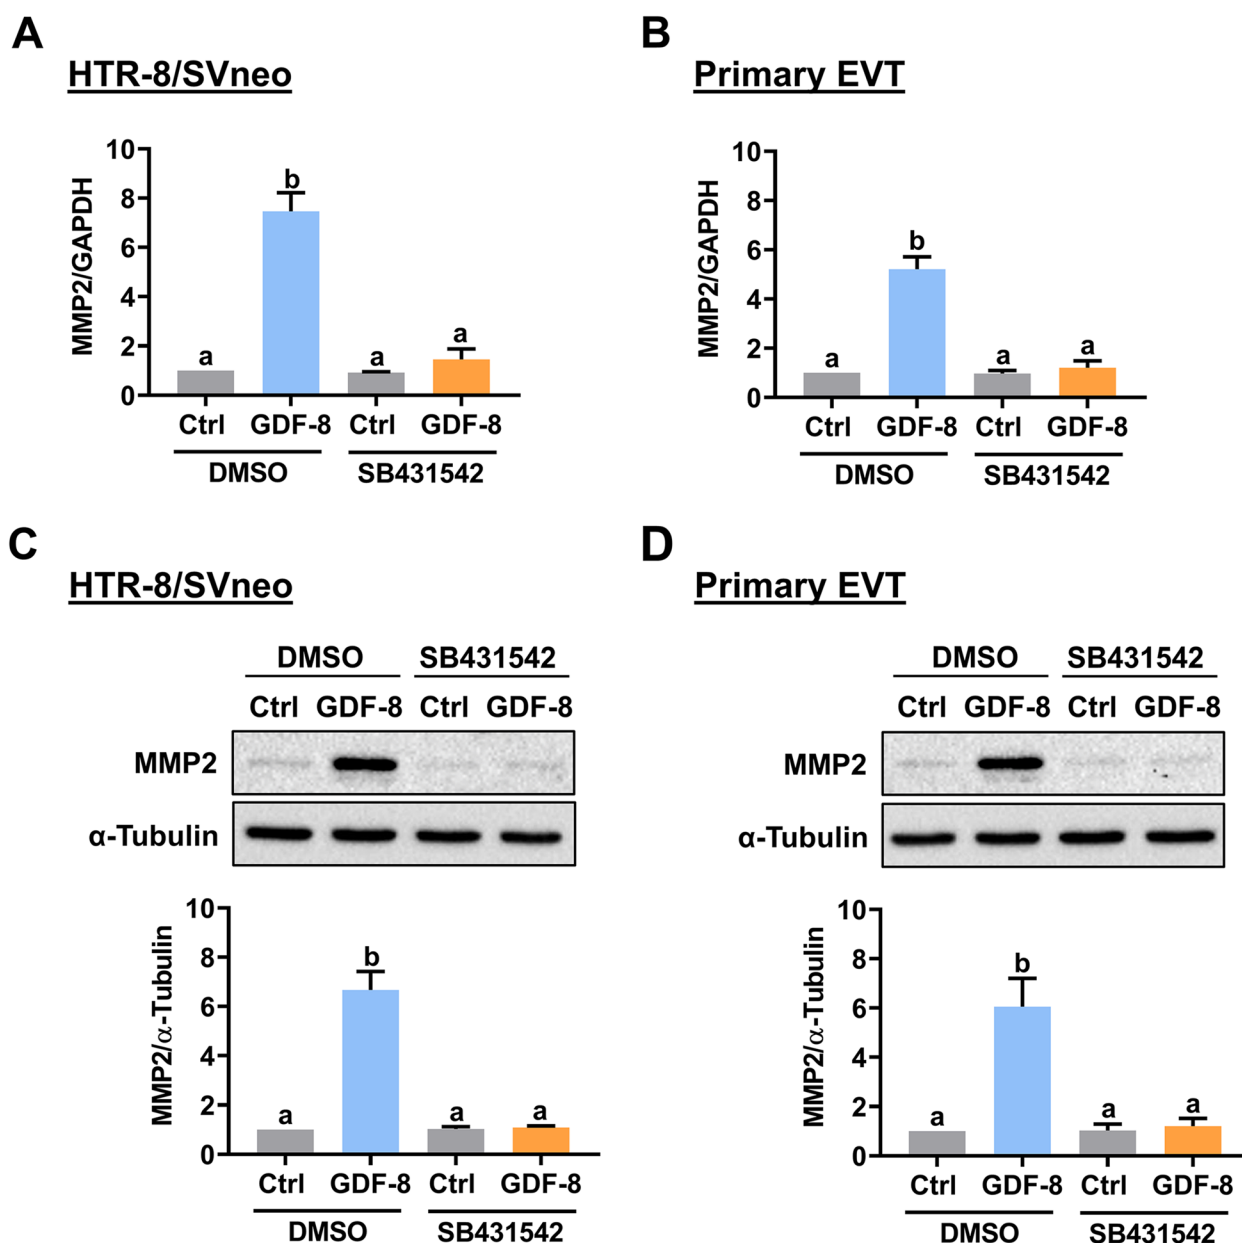 A
HTR-8/SVneo
MMP2/GAPDH
10
8
6
4
2
0
a
b
a
a
Ctrl GDF-8 Ctrl GDF-8
DMSO SB431542
B
Primary EVT
MMP2/GAPDH
10
8
6
4
2
0
a
b
a
a
Ctrl GDF-8 Ctrl GDF-8
DMSO SB431542
C
HTR-8/SVneo
DMSO SB431542
Ctrl GDF-8 Ctrl GDF-8
MMP2
α-Tubulin
MMP2/α-Tubulin
10
8
6
4
2
0
a
b
a
a
Ctrl GDF-8 Ctrl GDF-8
DMSO SB431542
D
Primary EVT
DMSO SB431542
Ctrl GDF-8 Ctrl GDF-8
MMP2
α-Tubulin
MMP2/α-Tubulin
10
8
6
4
2
0
a
b
a
a
Ctrl GDF-8 Ctrl GDF-8
DMSO SB431542